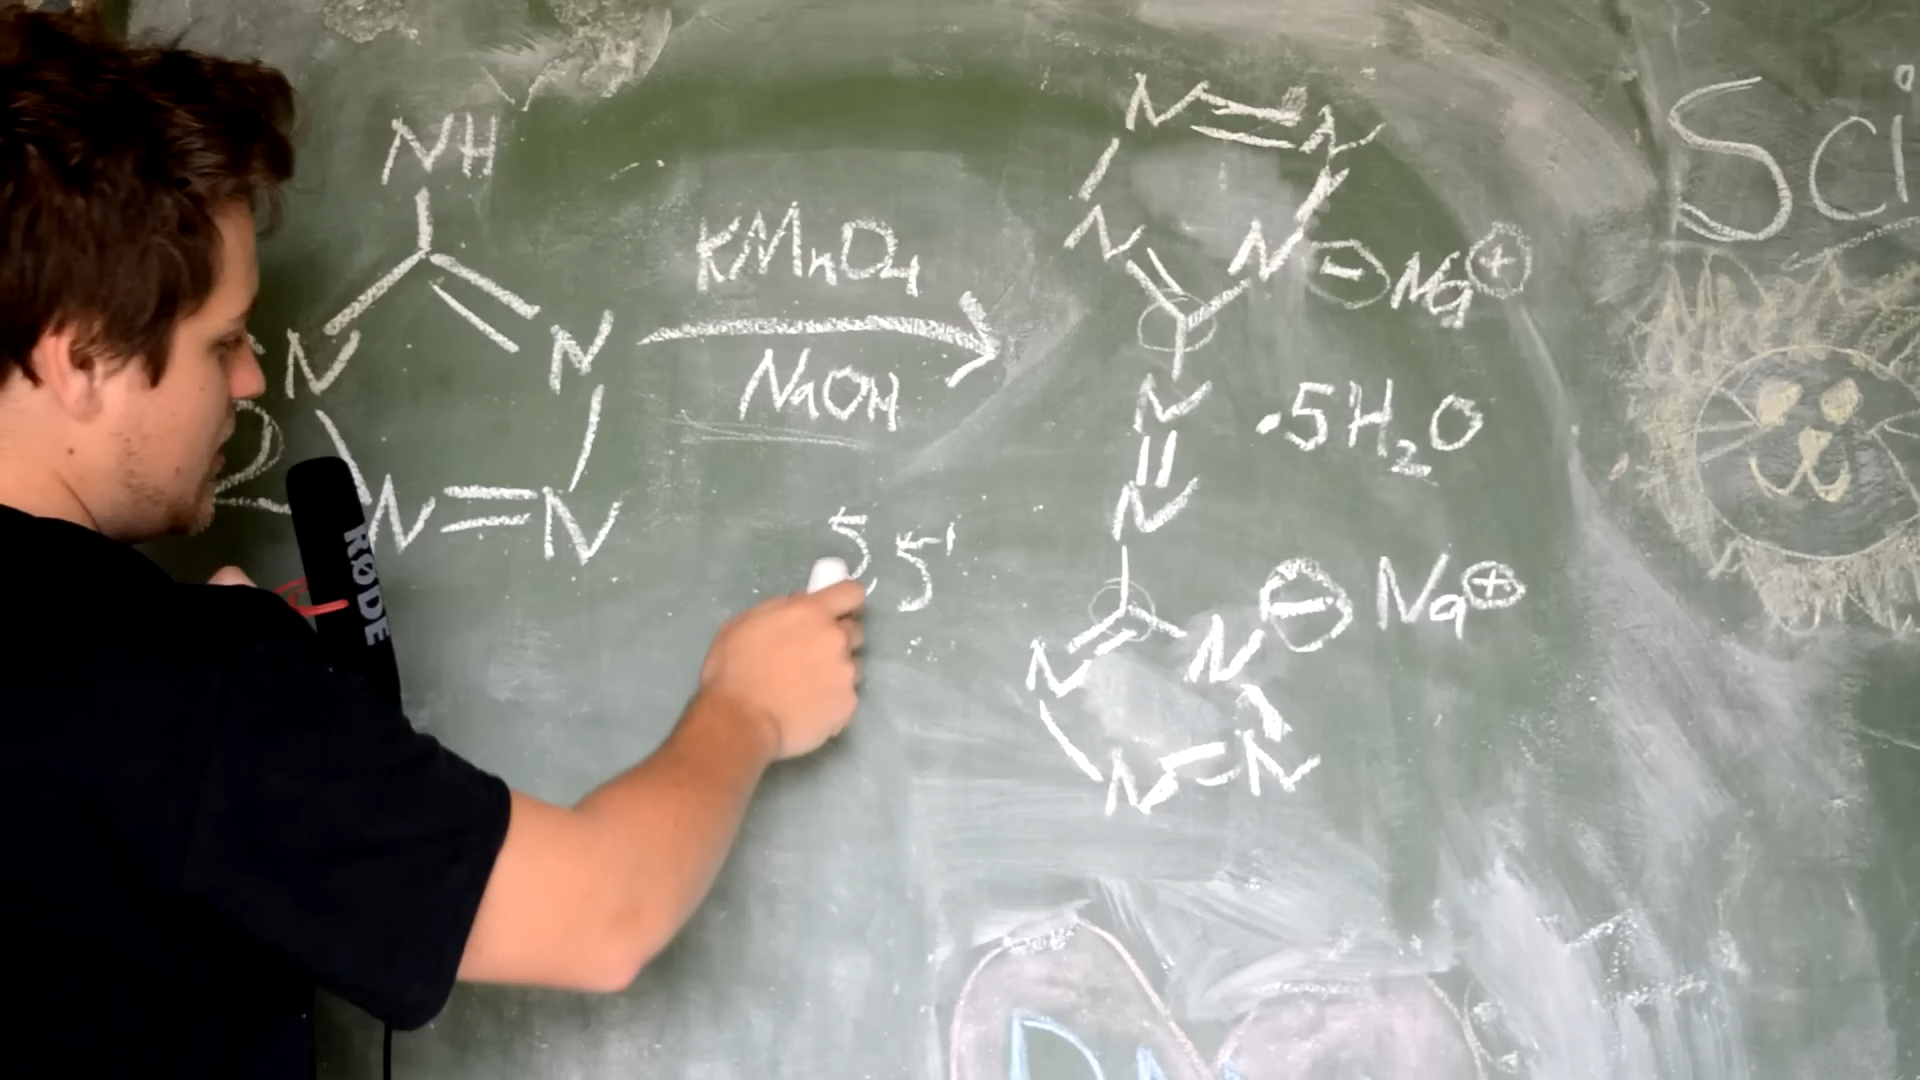 NH
N
N
N=N
KMnO4
NaOH
N=N
N
N⊖Na⊕
N
N
·5H₂O
5 5'
N
N⊖Na⊕
N=N
Sci
RØDE